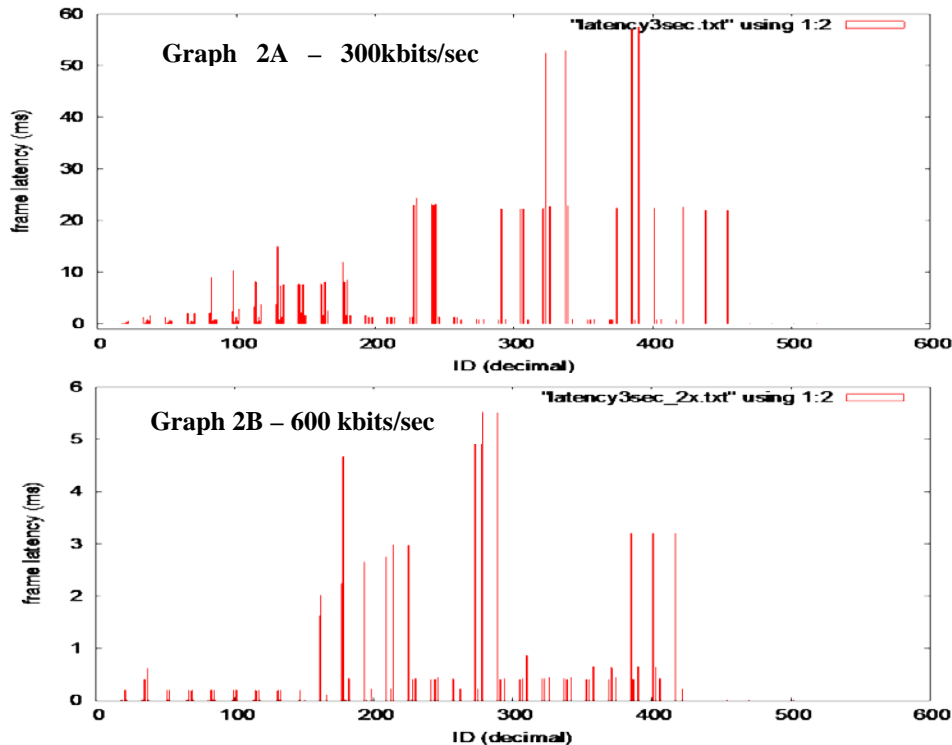 60
50
40
30
20
10
0
frame latency (ms)
"latency3sec.txt" using 1:2
Graph 2A – 300kbits/sec
0 100 200 300 400 500 600
ID (decimal)
6
5
4
3
2
1
0
frame latency (ms)
"latency3sec_2x.txt" using 1:2
Graph 2B – 600 kbits/sec
0 100 200 300 400 500 600
ID (decimal)